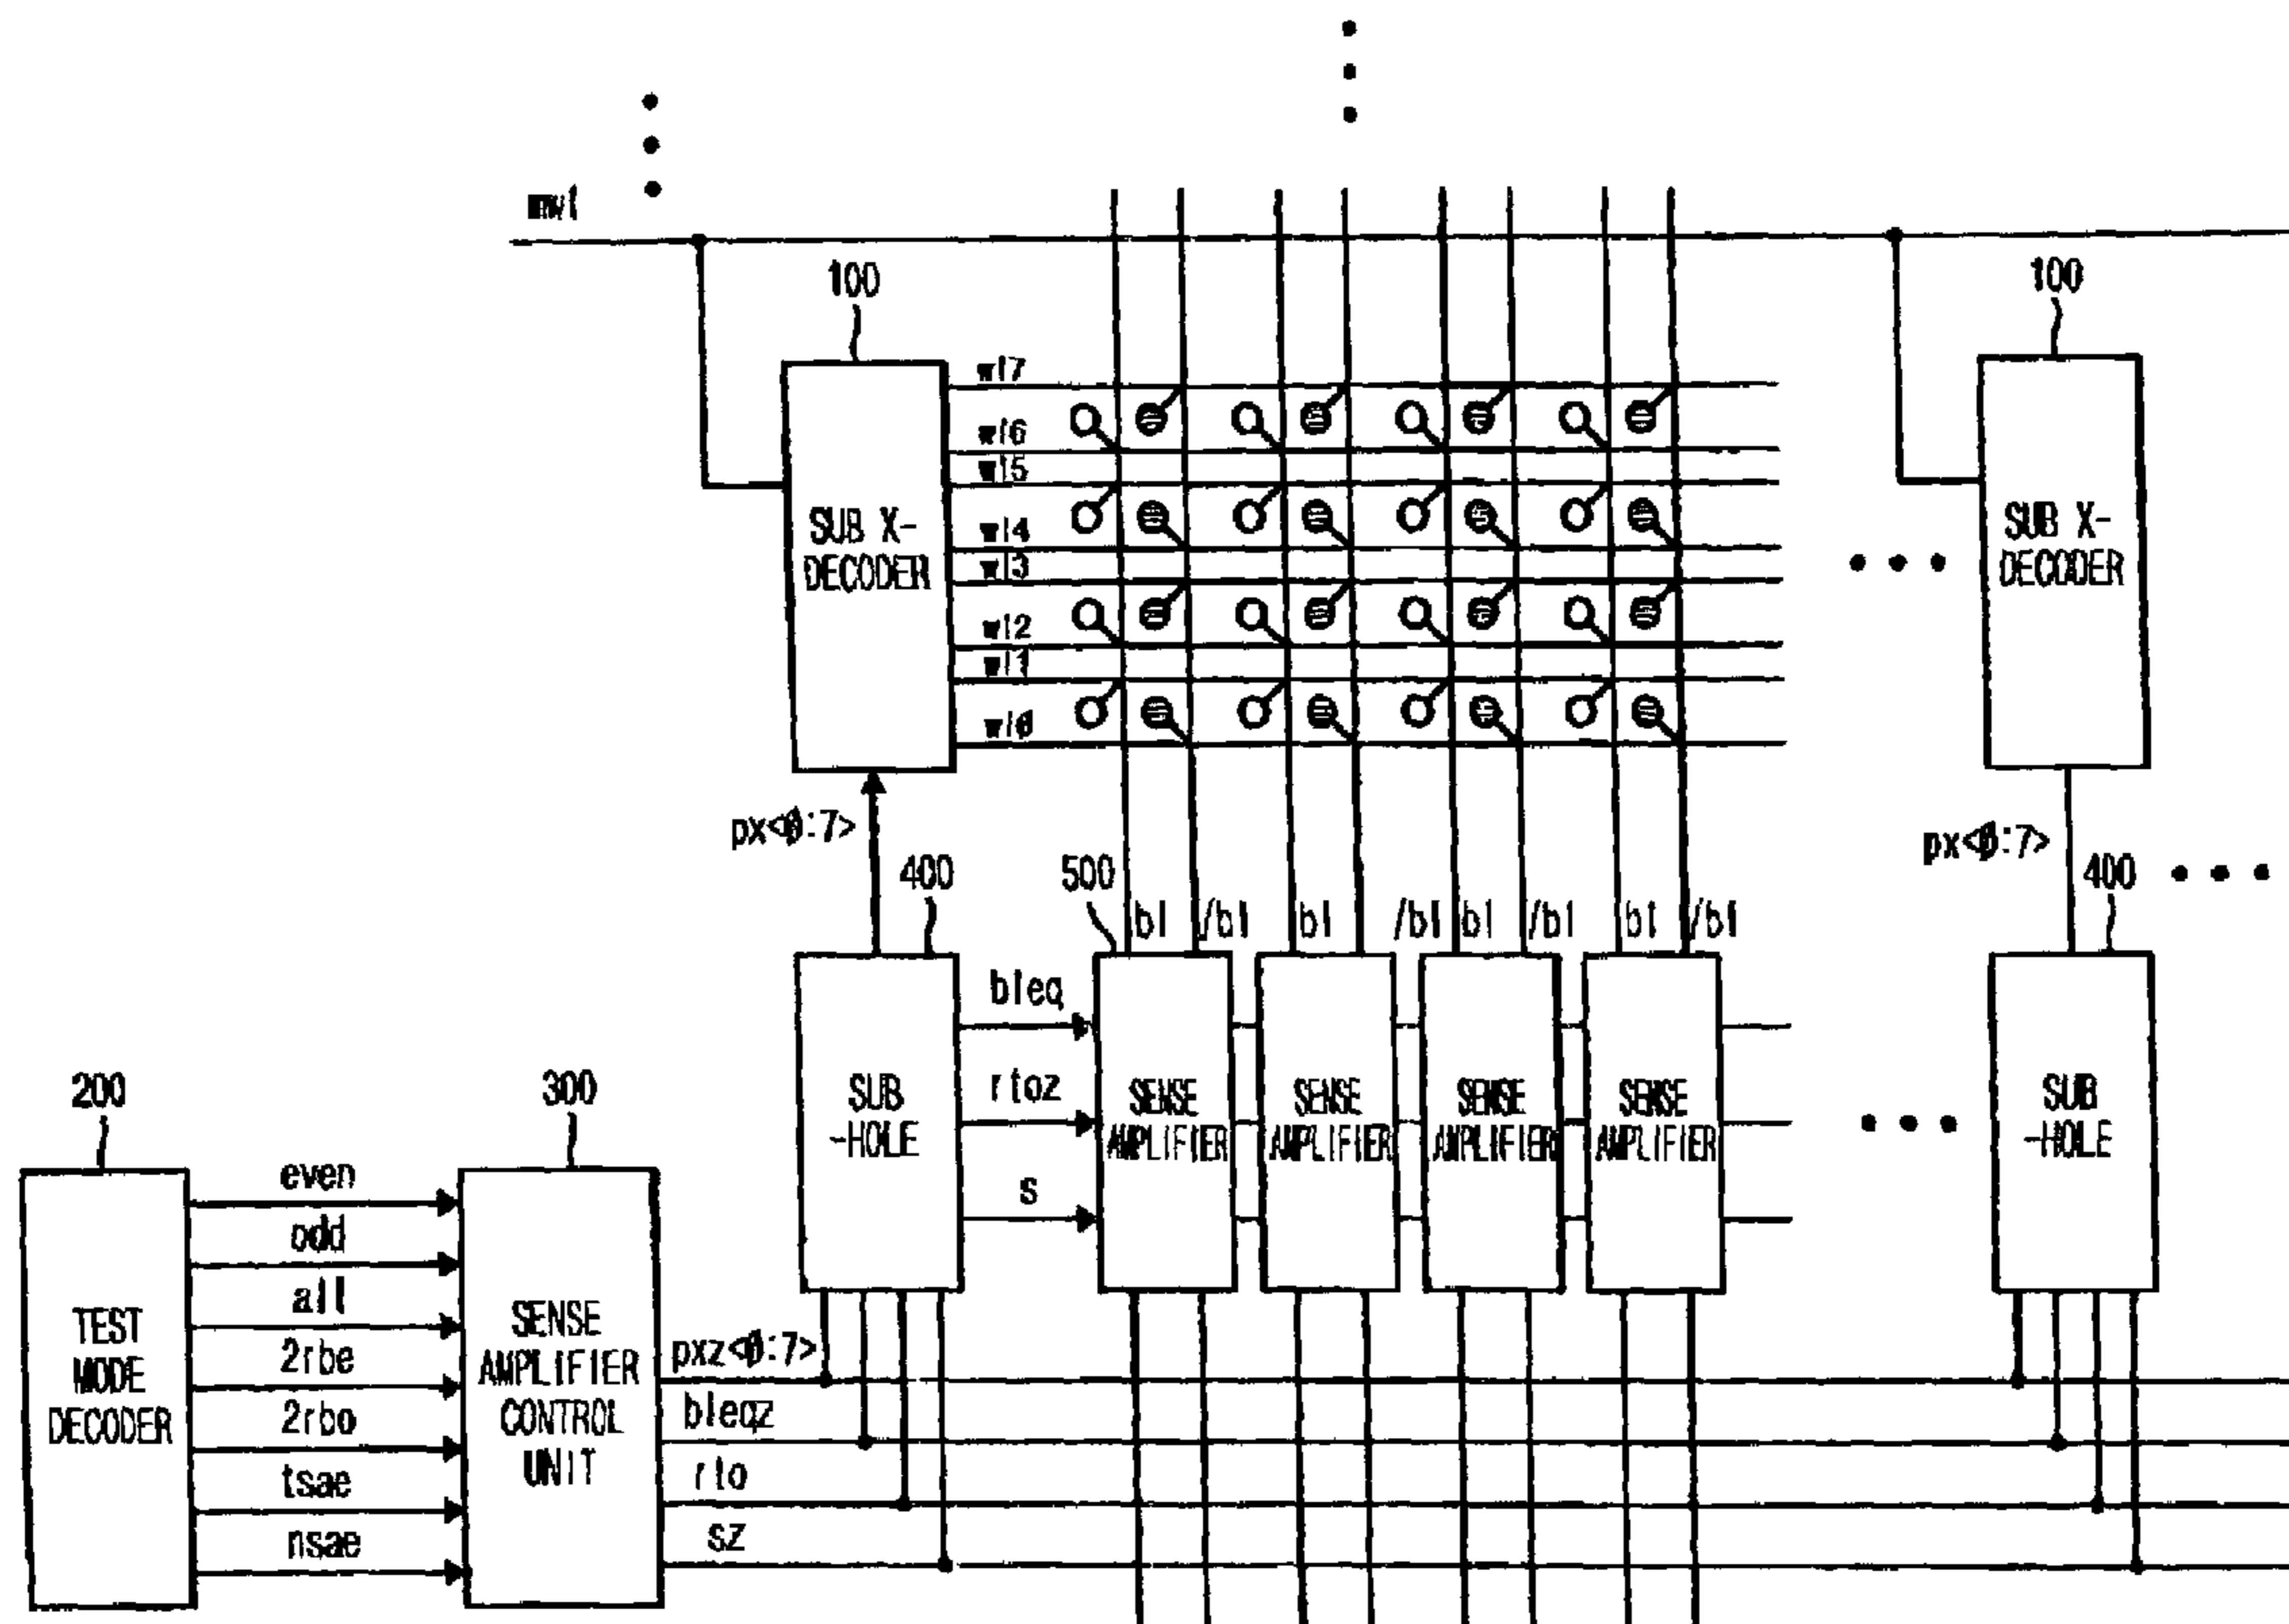 mwl
100
100
wl7
wl6
wl5
wl4
wl3
wl2
wl1
wl0
SUB X-
DECODER
SUB X-
DECODER
px<0:7>
px<0:7>
400
500
400
bl
/bl
bl
/bl
bl
/bl
bl
/bl
bleq
rtoz
s
SUB
-HOLE
SENSE
AMPLIFIER
SENSE
AMPLIFIER
SENSE
AMPLIFIER
SENSE
AMPLIFIER
SUB
-HOLE
200
300
even
odd
all
2rbe
2rbo
tsae
nsae
TEST
MODE
DECODER
SENSE
AMPLIFIER
CONTROL
UNIT
pxz<0:7>
bleqz
rto
sz